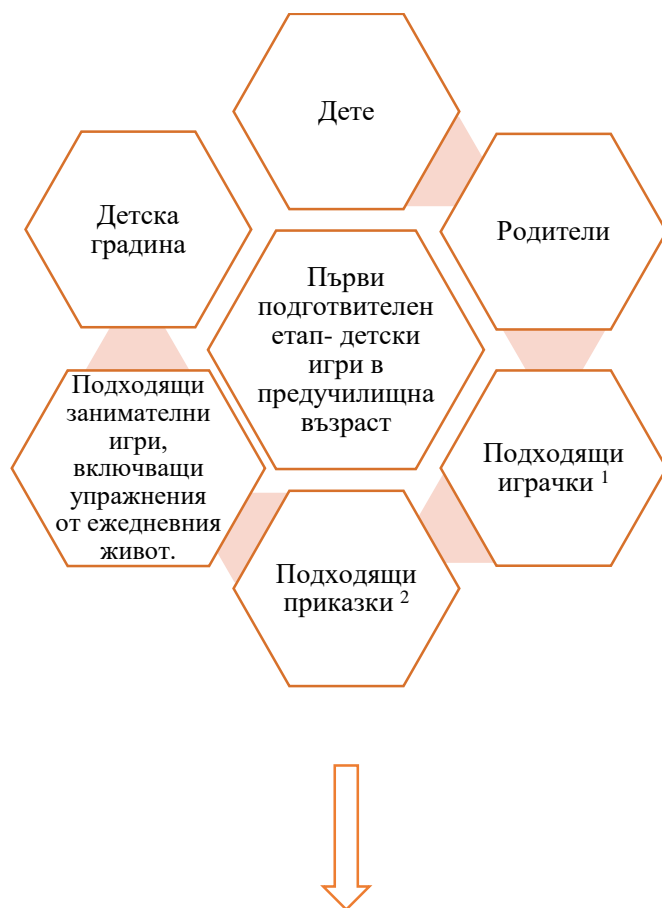 Дете
Детска
градина
Родители
Първи
подготвителен
етап- детски
игри в
предучилищна
възраст
Подходящи
занимателни
игри,
включващи
упражнения
от ежедневния
живот.
Подходящи
играчки ¹
Подходящи
приказки ²